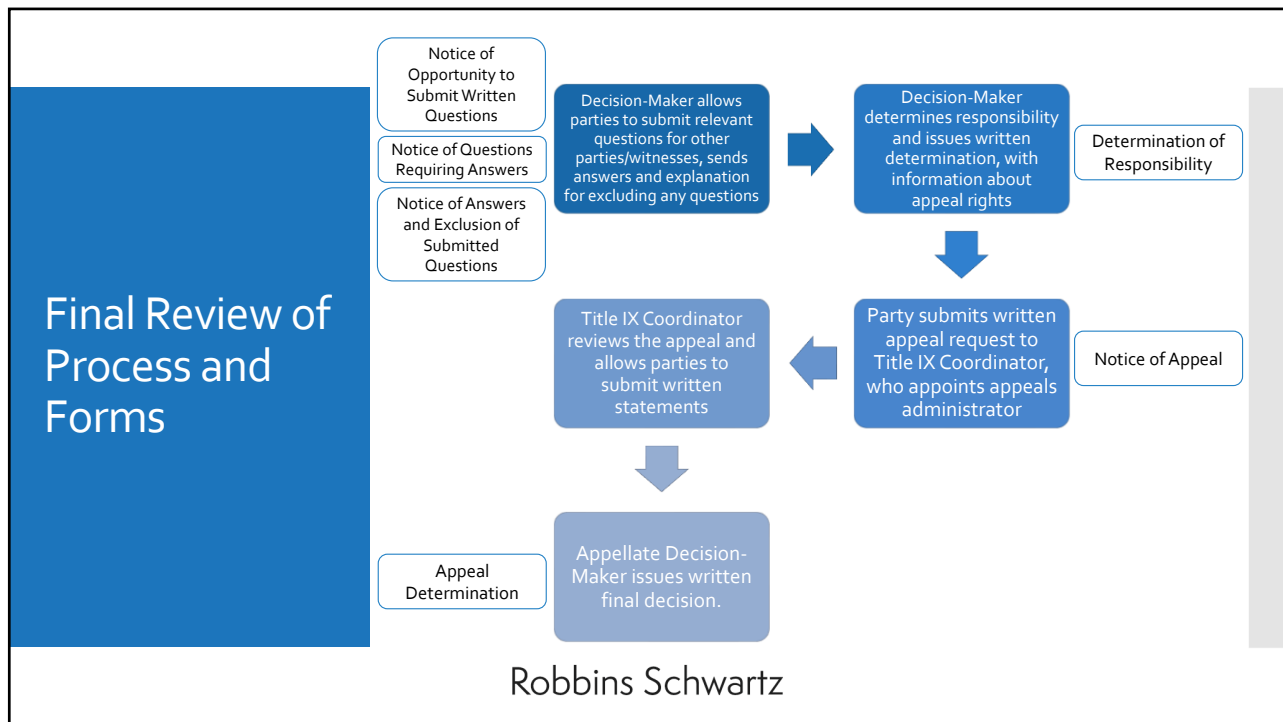 Final Review of
Process and
Forms
Notice of
Opportunity to
Submit Written
Questions
Notice of Questions
Requiring Answers
Notice of Answers
and Exclusion of
Submitted
Questions
Decision-Maker allows
parties to submit relevant
questions for other
parties/witnesses, sends
answers and explanation
for excluding any questions
Decision-Maker
determines responsibility
and issues written
determination, with
information about
appeal rights
Determination of
Responsibility
Party submits written
appeal request to
Title IX Coordinator,
who appoints appeals
administrator
Notice of Appeal
Title IX Coordinator
reviews the appeal and
allows parties to
submit written
statements
Appellate Decision-
Maker issues written
final decision.
Appeal
Determination
Robbins Schwartz